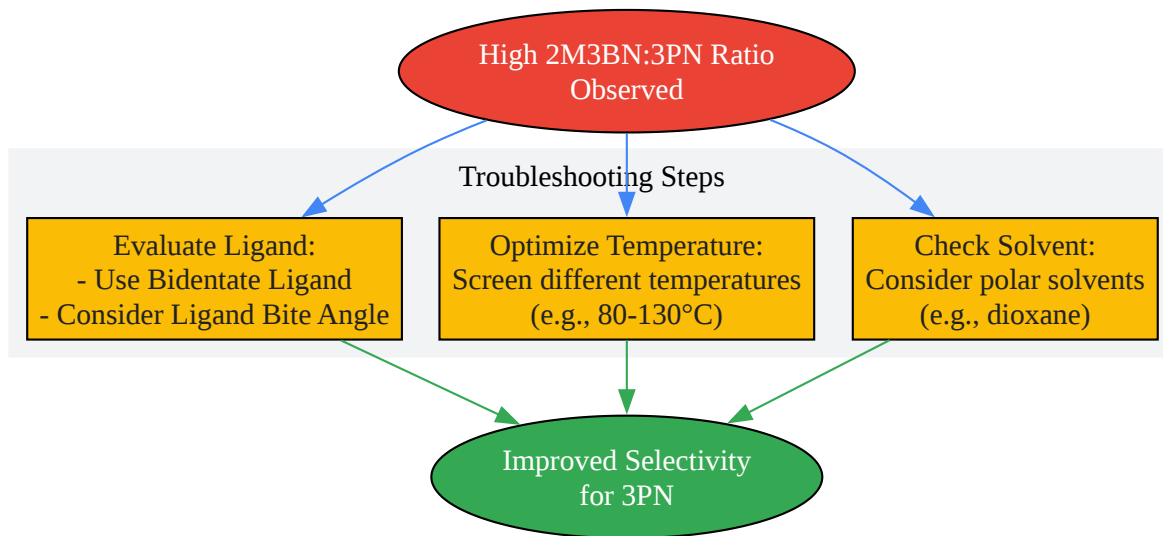 High 2M3BN:3PN Ratio
Observed
Troubleshooting Steps
Evaluate Ligand:
- Use Bidentate Ligand
- Consider Ligand Bite Angle
Optimize Temperature:
Screen different temperatures
(e.g., 80-130°C)
Check Solvent:
Consider polar solvents
(e.g., dioxane)
Improved Selectivity
for 3PN